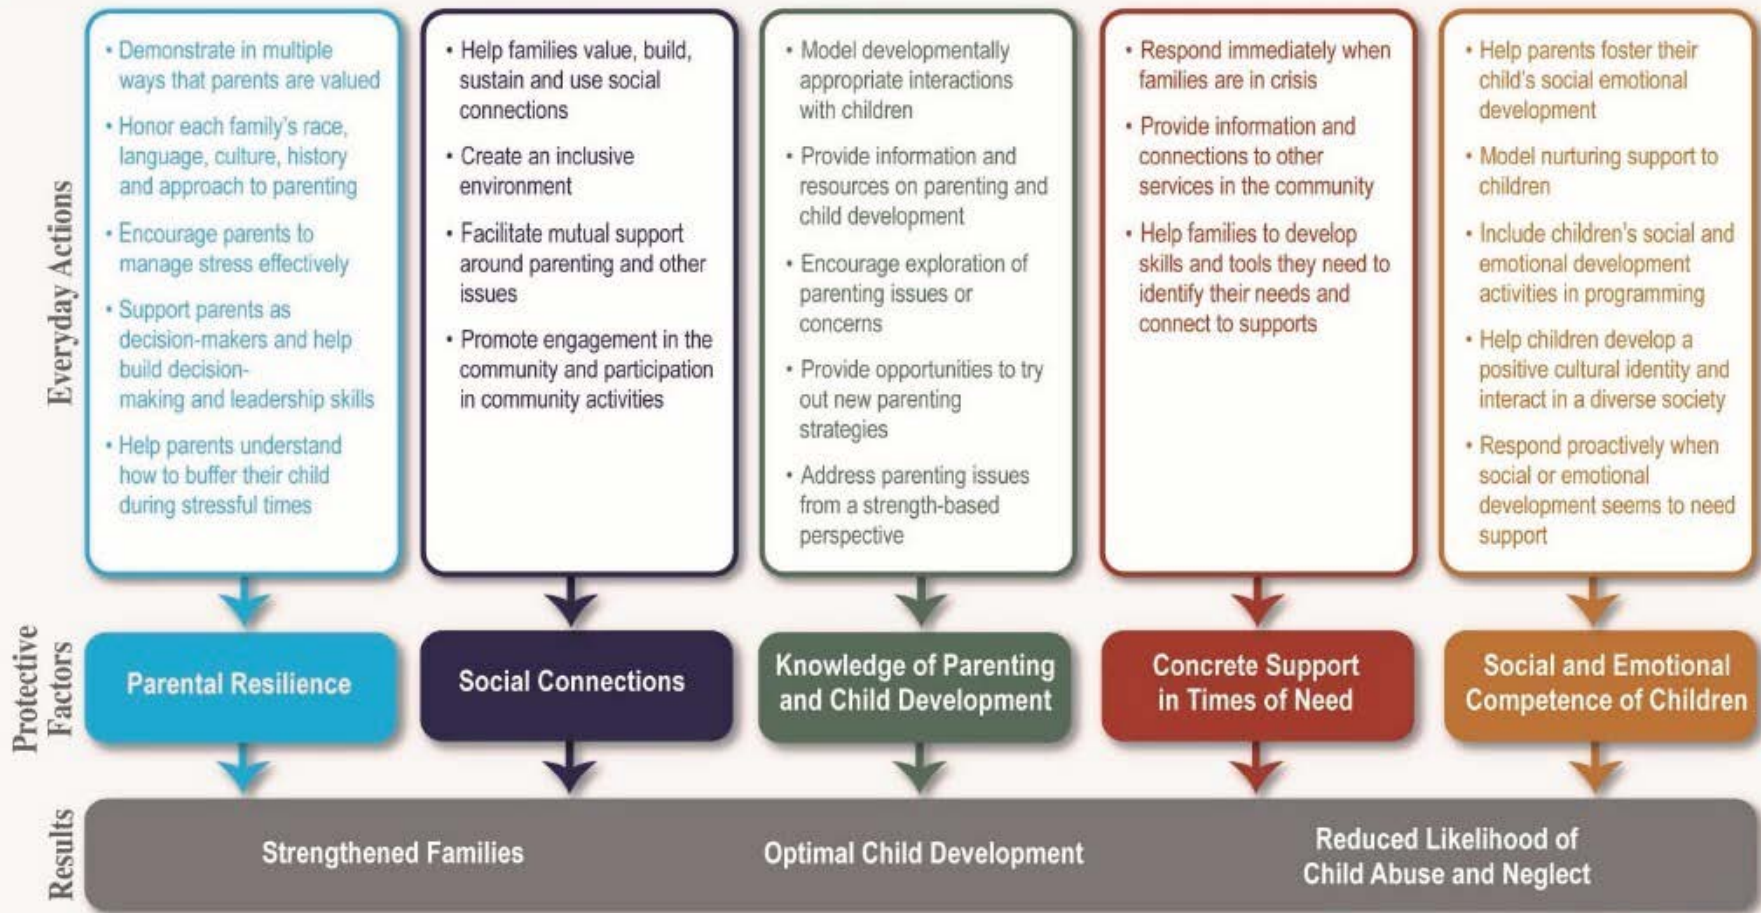 Everyday Actions
• Demonstrate in multiple
ways that parents are valued
• Honor each family's race,
language, culture, history
and approach to parenting
• Encourage parents to
manage stress effectively
• Support parents as
decision-makers and help
build decision-
making and leadership skills
• Help parents understand
how to buffer their child
during stressful times
• Help families value, build,
sustain and use social
connections
• Create an inclusive
environment
• Facilitate mutual support
around parenting and other
issues
• Promote engagement in the
community and participation
in community activities
• Model developmentally
appropriate interactions
with children
• Provide information and
resources on parenting and
child development
• Encourage exploration of
parenting issues or
concerns
• Provide opportunities to try
out new parenting
strategies
• Address parenting issues
from a strength-based
perspective
• Respond immediately when
families are in crisis
• Provide information and
connections to other
services in the community
• Help families to develop
skills and tools they need to
identify their needs and
connect to supports
• Help parents foster their
child's social emotional
development
• Model nurturing support to
children
• Include children's social and
emotional development
activities in programming
• Help children develop a
positive cultural identity and
interact in a diverse society
• Respond proactively when
social or emotional
development seems to need
support
Protective
Factors
Parental Resilience
Social Connections
Knowledge of Parenting
and Child Development
Concrete Support
in Times of Need
Social and Emotional
Competence of Children
Results
Strengthened Families
Optimal Child Development
Reduced Likelihood of
Child Abuse and Neglect